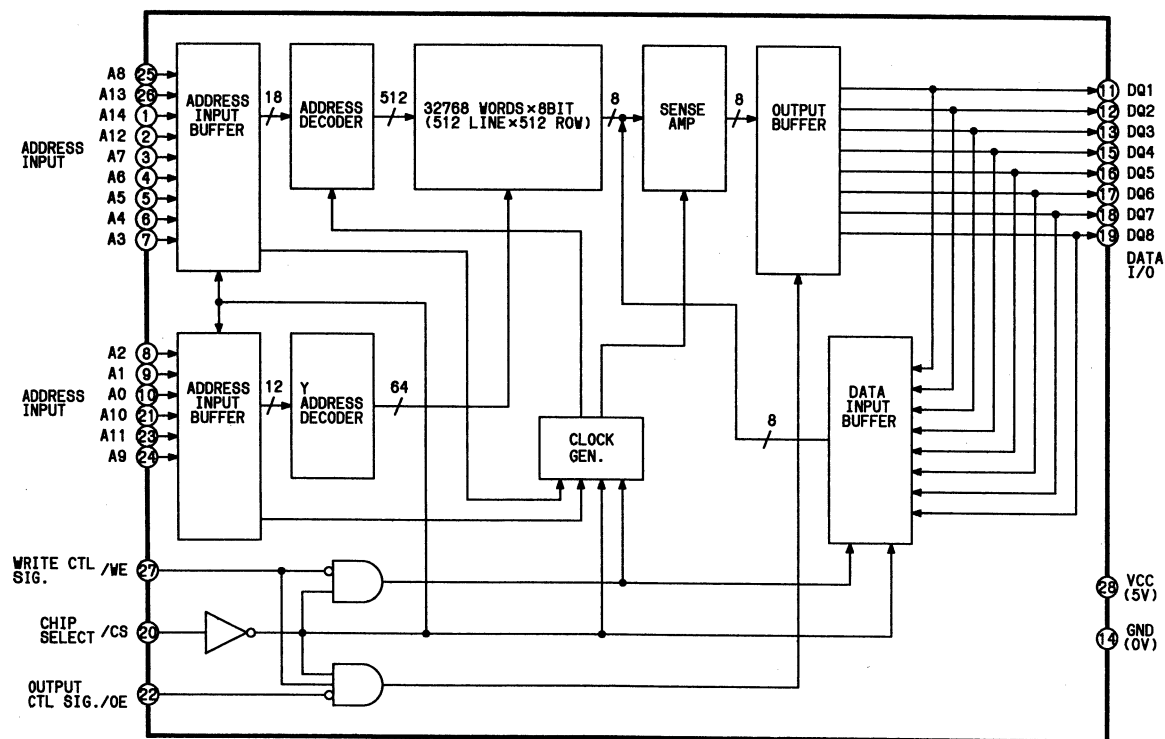 A8 25
A13 26
A14 1
A12 2
A7 3
A6 4
A5 5
A4 6
A3 7
ADDRESS
INPUT
ADDRESS
INPUT
BUFFER
18
ADDRESS
DECODER
512
32768 WORDS×8BIT
(512 LINE×512 ROW)
8
SENSE
AMP
8
OUTPUT
BUFFER
11 DQ1
12 DQ2
13 DQ3
15 DQ4
16 DQ5
17 DQ6
18 DQ7
19 DQ8
DATA
I/O
A2 8
A1 9
A0 10
A10 21
A11 23
A9 24
ADDRESS
INPUT
ADDRESS
INPUT
BUFFER
12
Y
ADDRESS
DECODER
64
CLOCK
GEN.
8
DATA
INPUT
BUFFER
WRITE CTL
SIG. /WE 27
CHIP
SELECT /CS 20
OUTPUT
CTL SIG./OE 22
28 VCC
(5V)
14 GND
(0V)